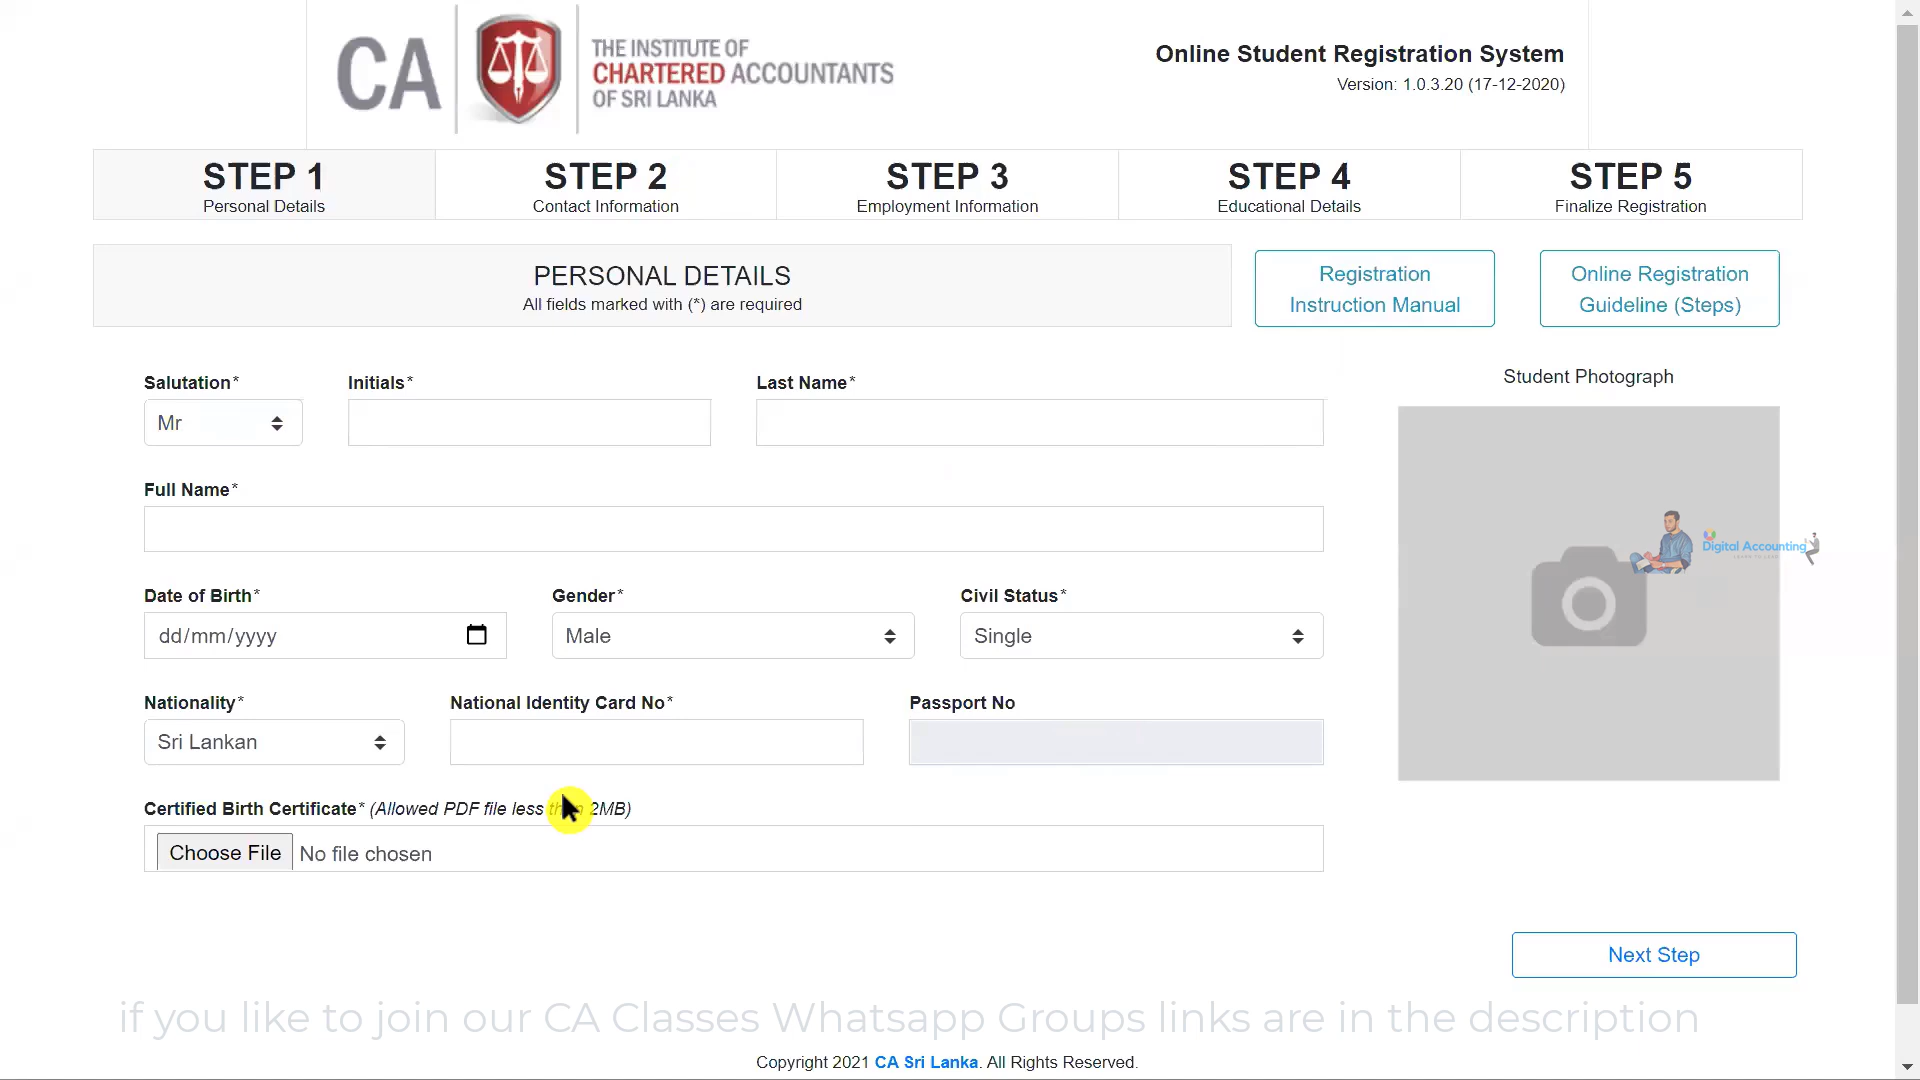 CA
THE INSTITUTE OF
CHARTERED ACCOUNTANTS
OF SRI LANKA
Online Student Registration System
Version: 1.0.3.20 (17-12-2020)
STEP 1
Personal Details
STEP 2
Contact Information
STEP 3
Employment Information
STEP 4
Educational Details
STEP 5
Finalize Registration
PERSONAL DETAILS
All fields marked with (*) are required
Registration
Instruction Manual
Online Registration
Guideline (Steps)
Salutation*
Initials*
Last Name*
Student Photograph
Mr
Full Name*
Digital Accounting
Date of Birth*
Gender*
Civil Status*
dd/mm/yyyy
Male
Single
Nationality*
National Identity Card No*
Passport No
Sri Lankan
Certified Birth Certificate* (Allowed PDF file less than 2MB)
Choose File No file chosen
Next Step
if you like to join our CA Classes Whatsapp Groups links are in the description
Copyright 2021 CA Sri Lanka. All Rights Reserved.